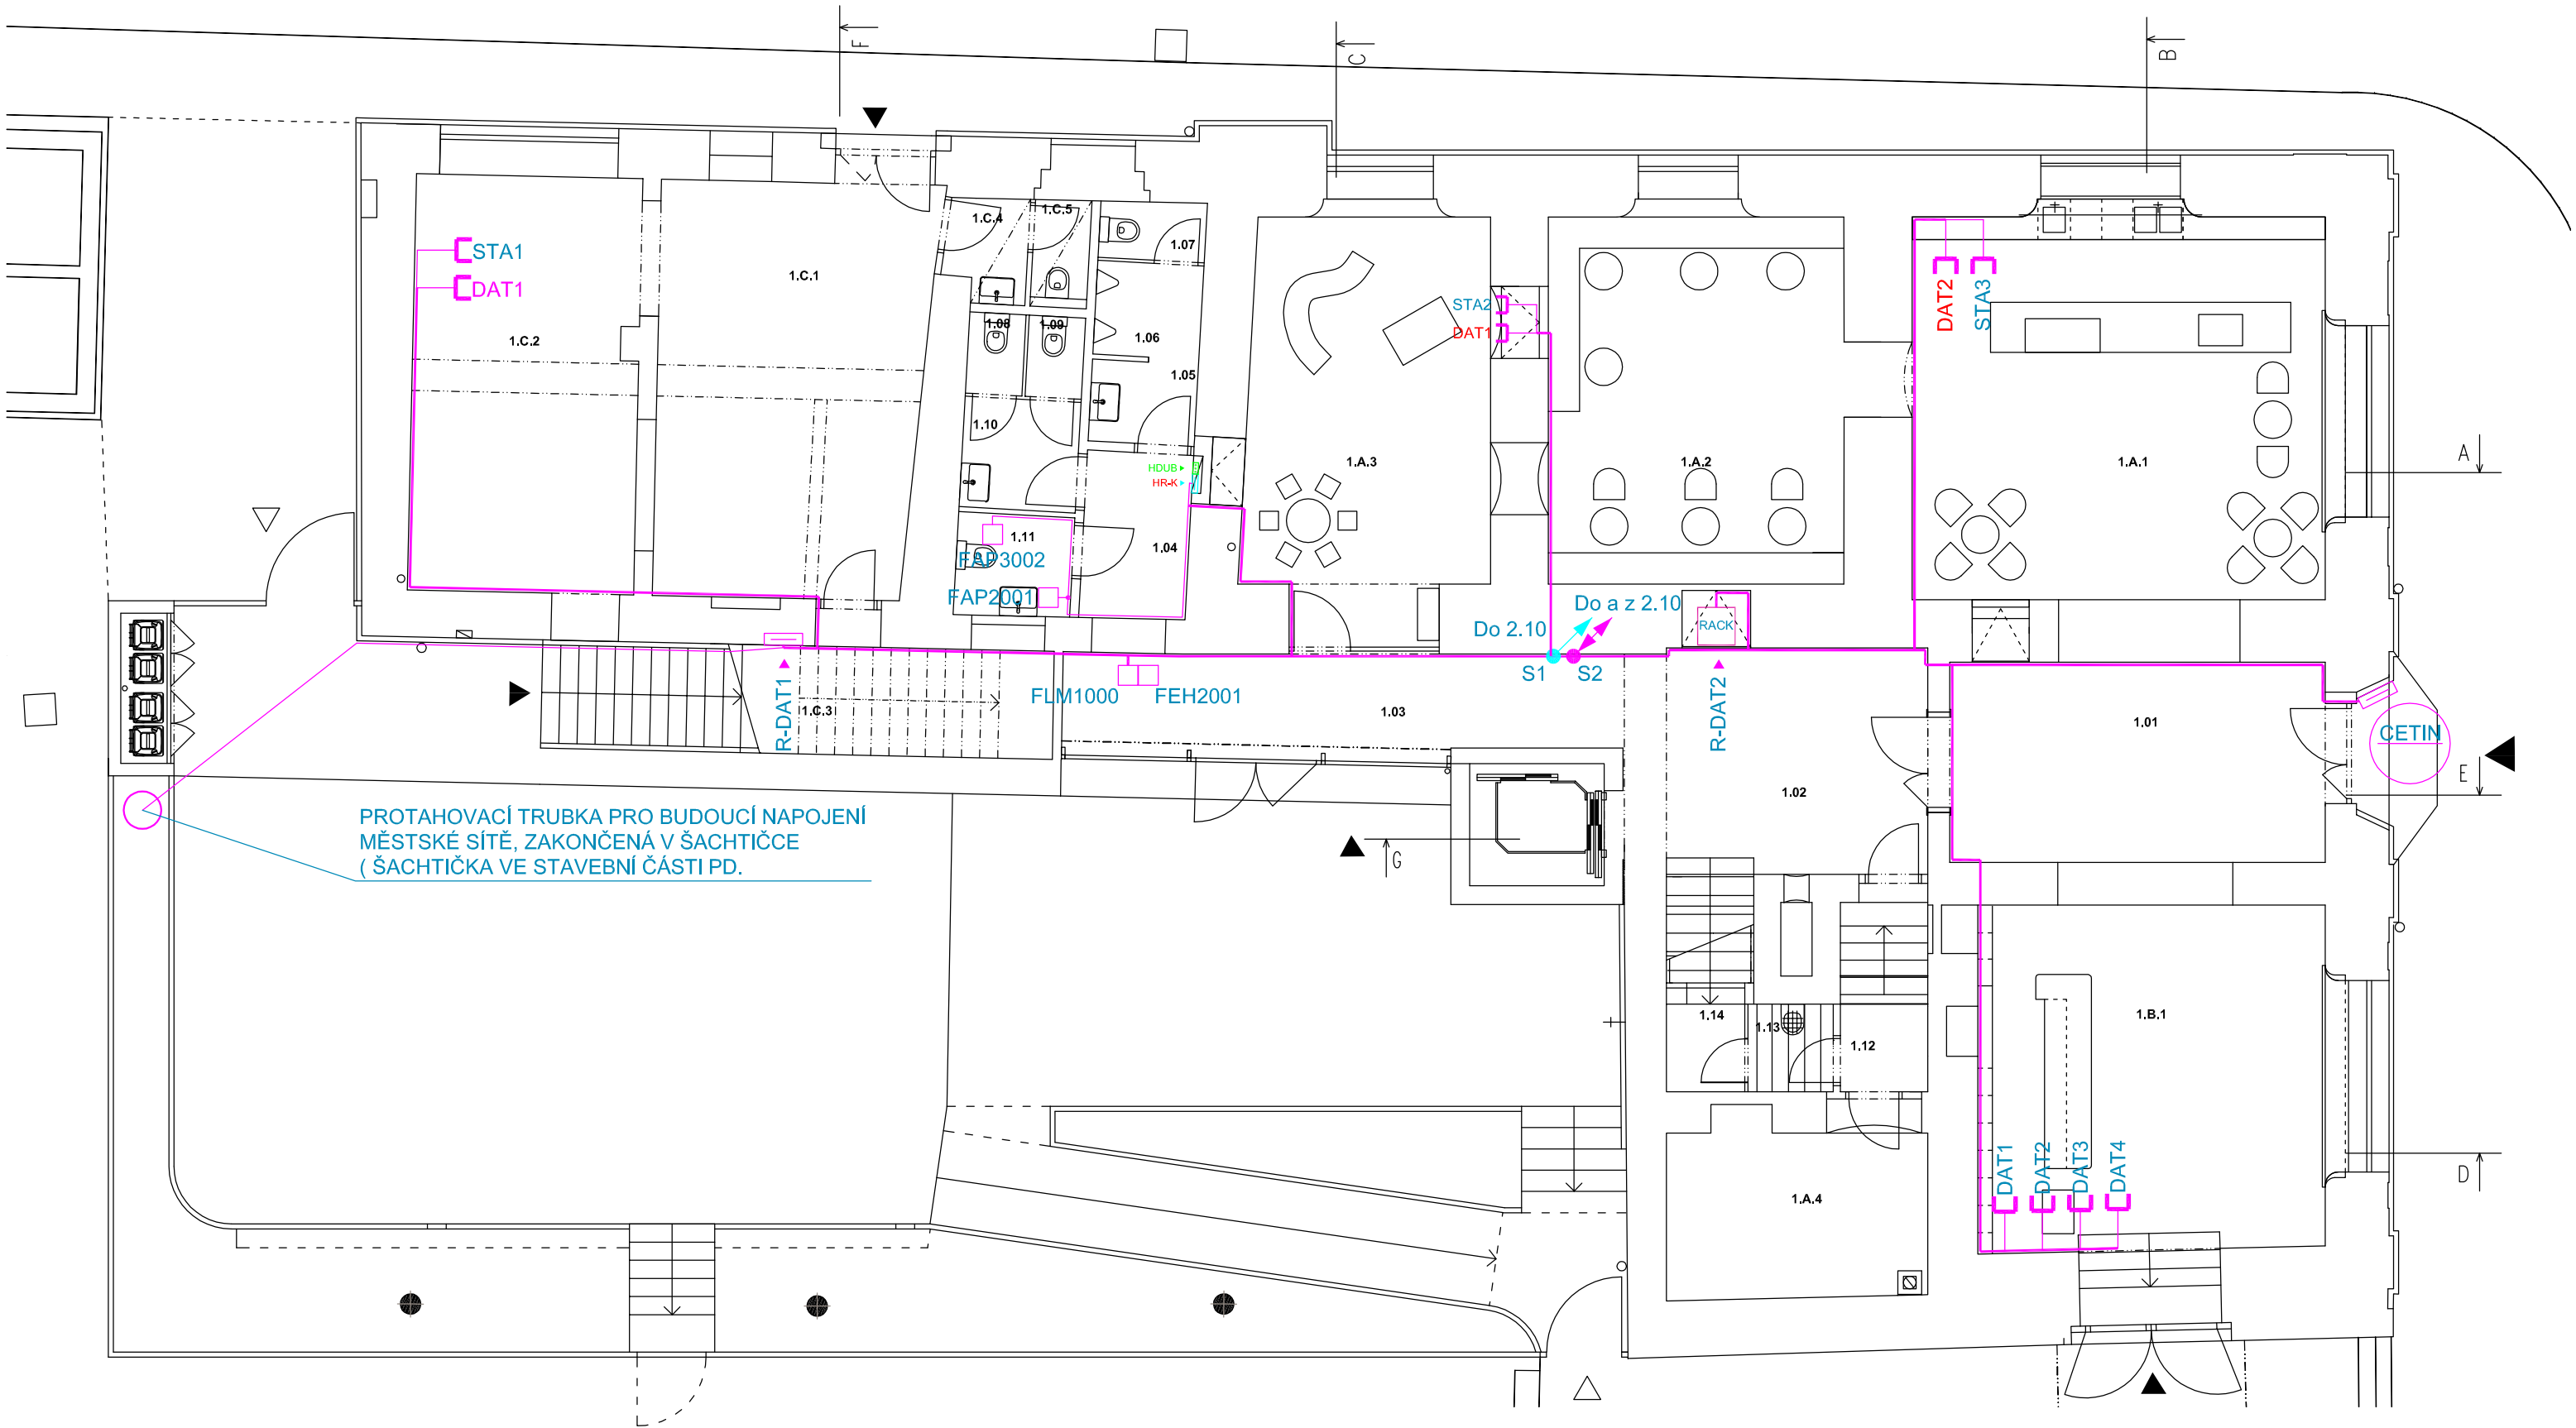 F
C
B
1.C.4
1.C.5
1.07
STA1
DAT1
1.C.1
1.C.2
1.08
1.09
1.06
1.05
1.10
STA2
DAT1
DAT2
STA3
HDUB
HR-K
1.A.3
1.A.2
1.A.1
A
1.11
1.04
FAP3002
FAP2001
Do 2.10
Do a z 2.10
RACK
S1
S2
R-DAT1
1.C.3
FLM1000
FEH2001
1.03
R-DAT2
1.01
CETIN
E
1.02
PROTAHOVACÍ TRUBKA PRO BUDOUCÍ NAPOJENÍ
MĚSTSKÉ SÍTĚ, ZAKONČENÁ V ŠACHTIČCE
( ŠACHTIČKA VE STAVEBNÍ ČÁSTI PD.
G
1.14
1.13
1.12
1.B.1
DAT1
DAT2
DAT3
DAT4
D
1.A.4